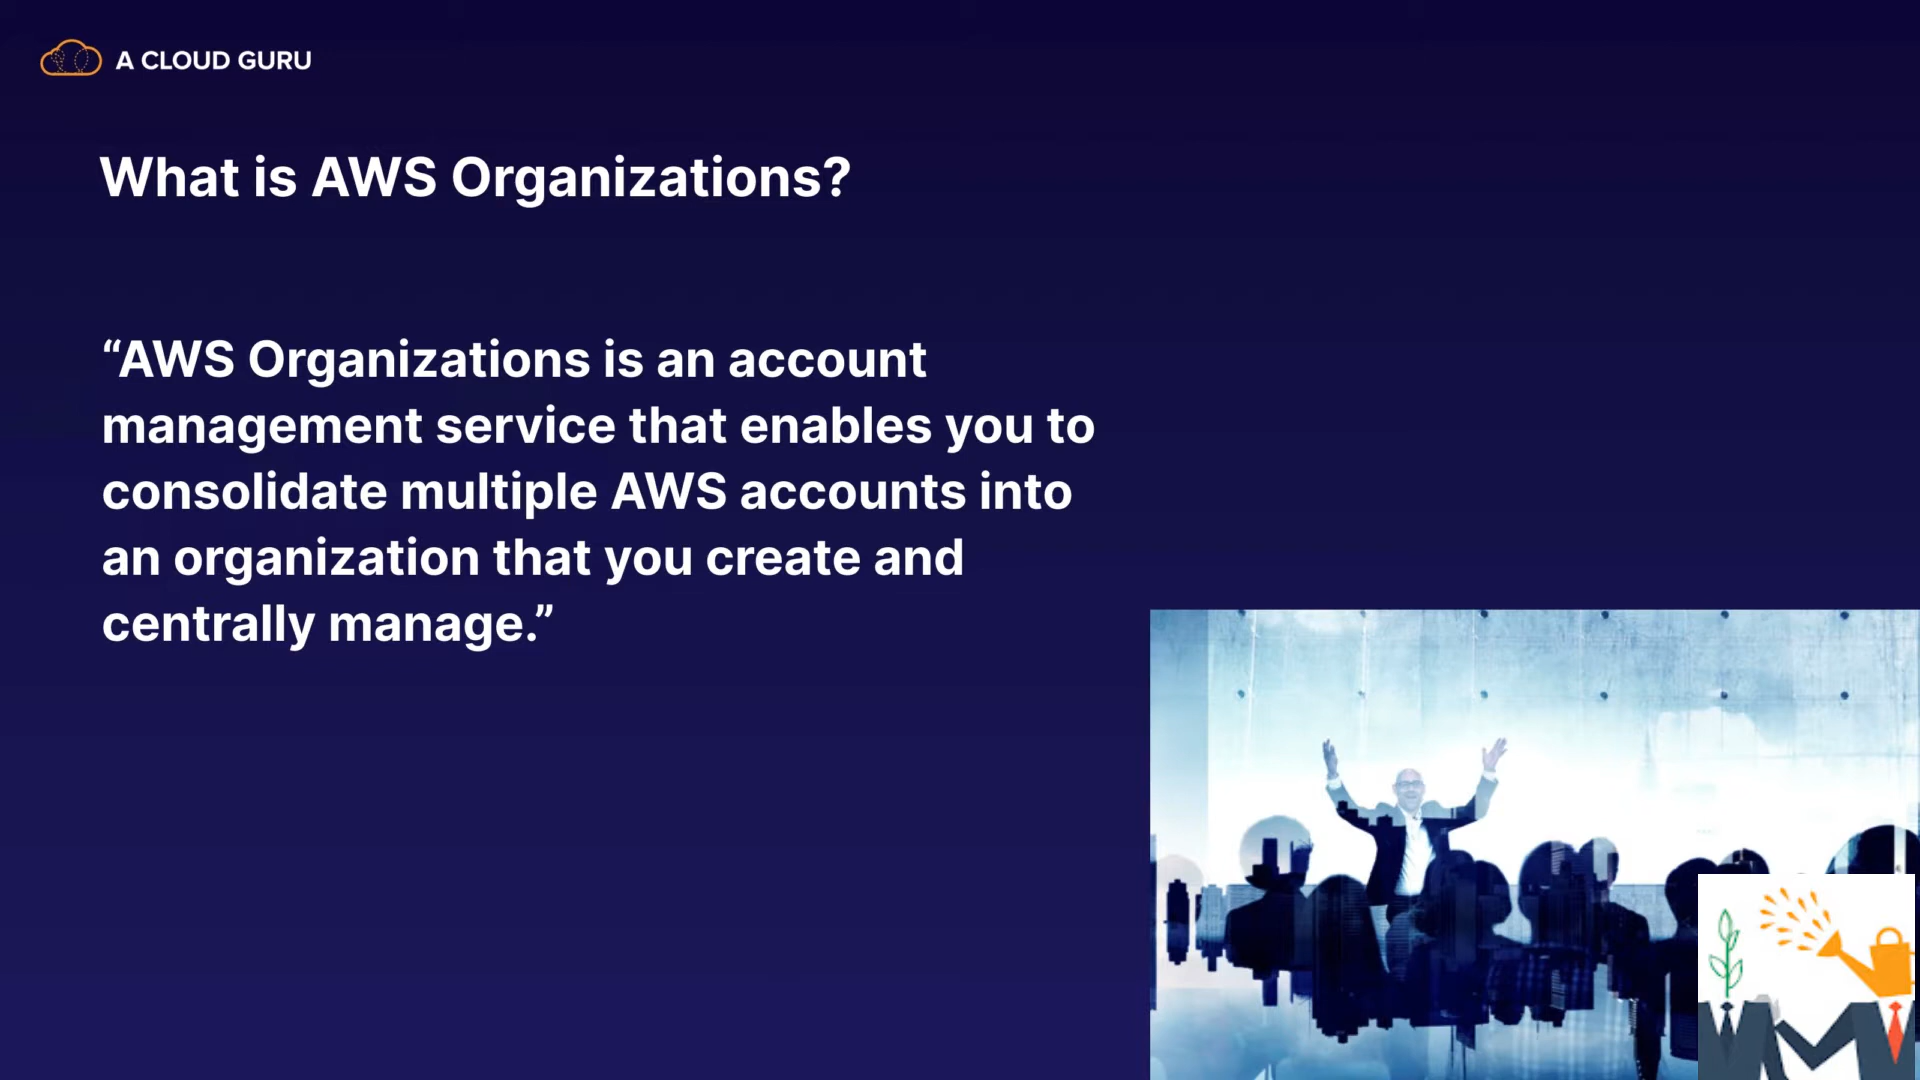 A CLOUD GURU
What is AWS Organizations?
“AWS Organizations is an account
management service that enables you to
consolidate multiple AWS accounts into
an organization that you create and
centrally manage.”